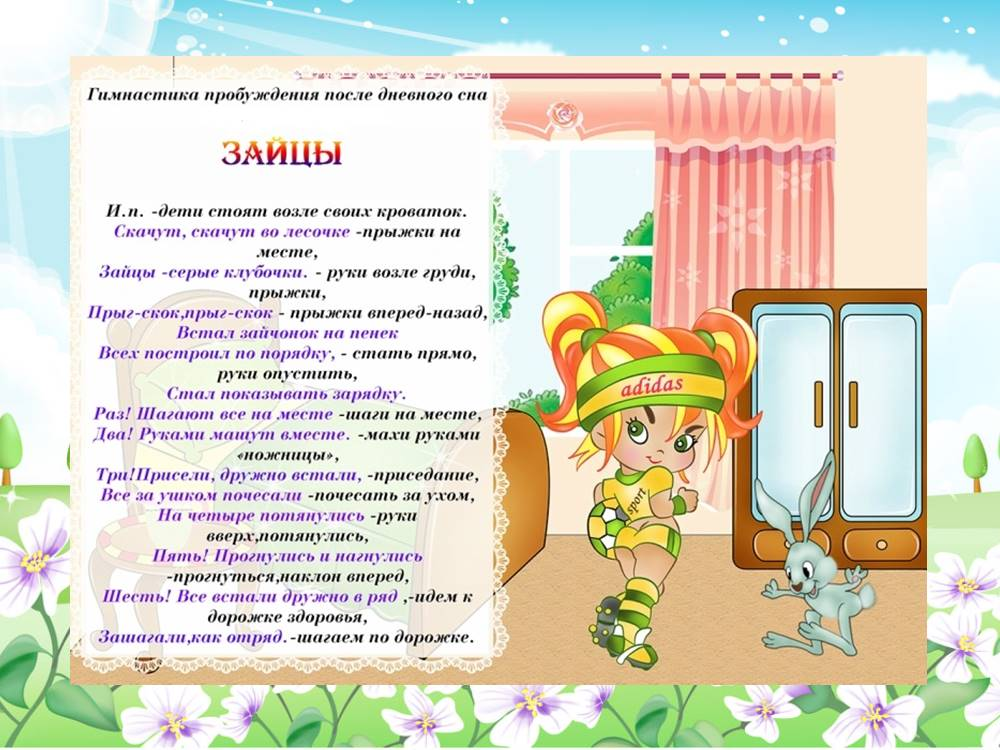 Гимнастика пробуждения после дневного сна
ЗАЙЦЫ
И.п. -дети стоят возле своих кроваток.
Скачут, скачут во лесочке -прыжки на
месте,
Зайцы -серые клубочки. - руки возле груди,
прыжки,
Прыг-скок,прыг-скок - прыжки вперед-назад,
Встал зайчонок на пенек
Всех построил по порядку, - стать прямо,
руки опустить,
Стал показывать зарядку.
Раз! Шагают все на месте -шаги на месте,
Два! Руками машут вместе. -махи руками
«ножницы»,
Три!Присели, дружно встали, -приседание,
Все за ушком почесали -почесать за ухом,
На четыре потянулись -руки
вверх,потянулись,
Пять! Прогнулись и нагнулись
-прогнуться,наклон вперед,
Шесть! Все встали дружно в ряд ,-идем к
дорожке здоровья,
Зашагали,как отряд.-шагаем по дорожке.
adidas
sport